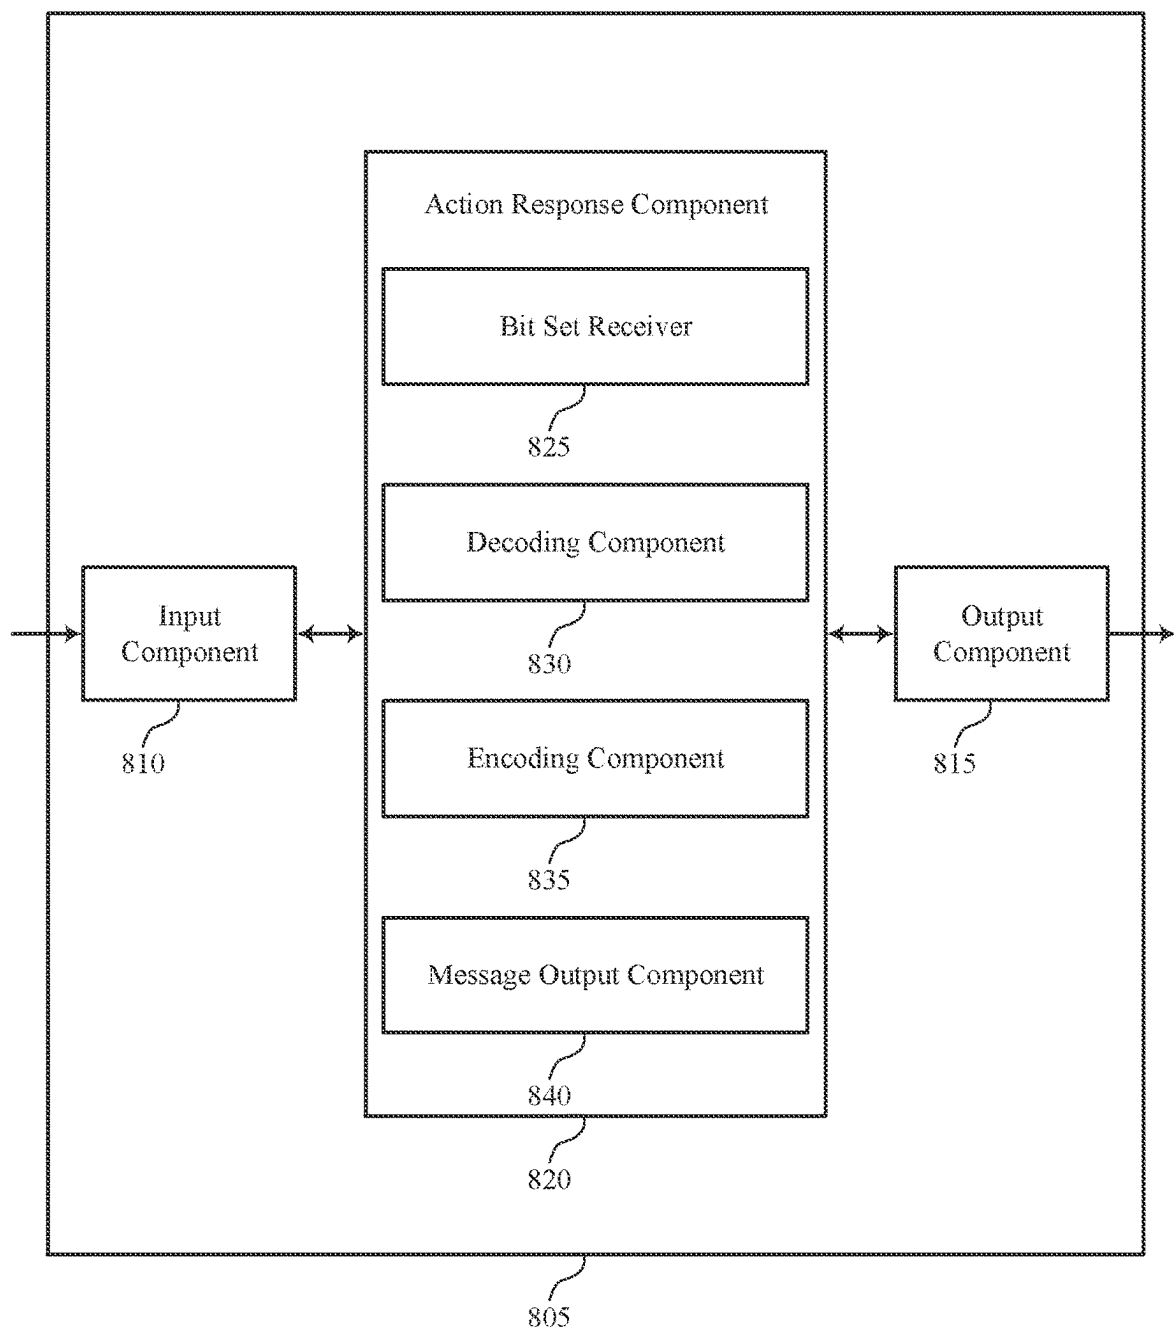 Action Response Component
Bit Set Receiver
825
Decoding Component
830
Input
Component
810
Output
Component
815
Encoding Component
835
Message Output Component
840
820
805